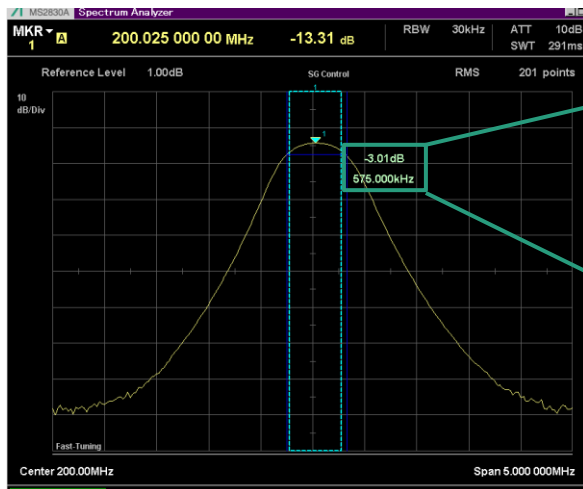 MS2830A Spectrum Analyzer
MKR 1 A 200.025 000 00 MHz -13.31 dB RBW 30kHz ATT 10dB
SWT 291ms
Reference Level 1.00dB SG Control RMS 201 points
1
10
dB/Div
1
-3.01dB
575.000kHz
Fast-Tuning
Center 200.00MHz Span 5.000 000MHz